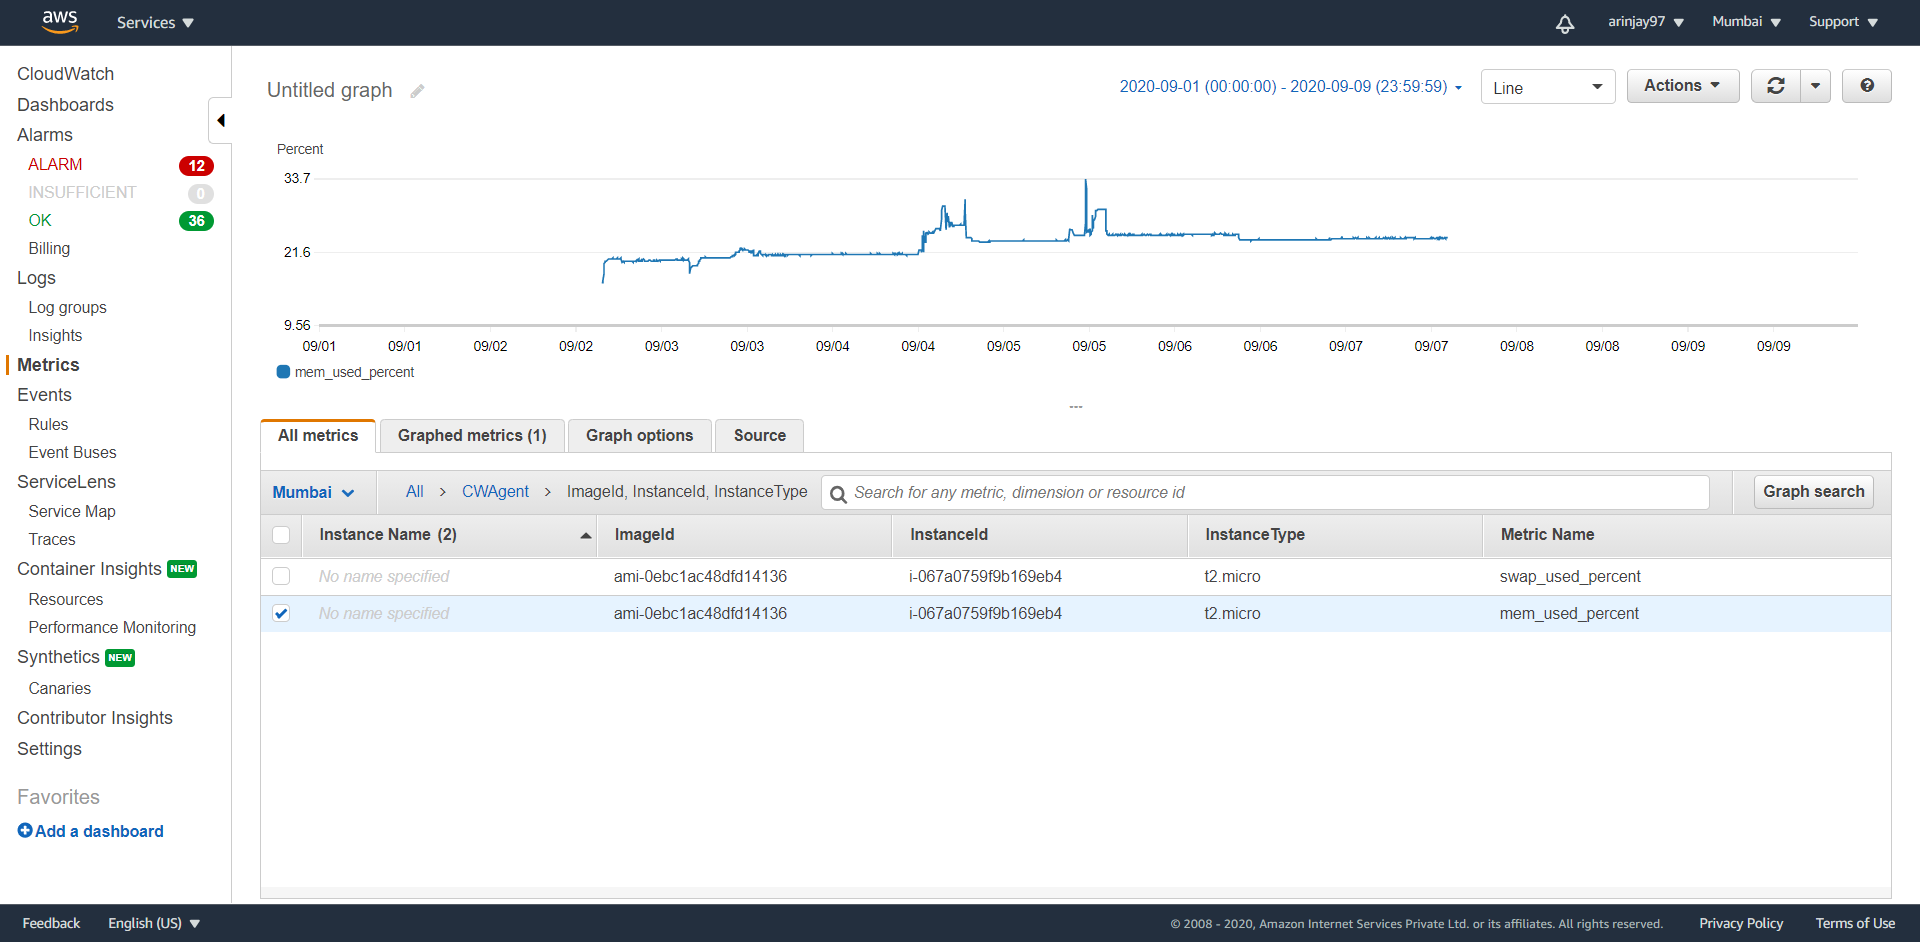 aws Services arinjay97 Mumbai Support
CloudWatch
Dashboards
Alarms
ALARM 12
INSUFFICIENT 0
OK 36
Billing
Logs
Log groups
Insights
Metrics
Events
Rules
Event Buses
ServiceLens
Service Map
Traces
Container Insights NEW
Resources
Performance Monitoring
Synthetics NEW
Canaries
Contributor Insights
Settings
Favorites
Add a dashboard
Untitled graph 2020-09-01 (00:00:00) - 2020-09-09 (23:59:59) Line Actions
Percent
33.7
21.6
9.56
09/01 09/01 09/02 09/02 09/03 09/03 09/04 09/04 09/05 09/05 09/06 09/06 09/07 09/07 09/08 09/08 09/09 09/09
mem_used_percent
All metrics Graphed metrics (1) Graph options Source
Mumbai All > CWAgent > ImageId, InstanceId, InstanceType Search for any metric, dimension or resource id Graph search
Instance Name (2) ImageId InstanceId InstanceType Metric Name
No name specified ami-0ebc1ac48dfd14136 i-067a0759f9b169eb4 t2.micro swap_used_percent
No name specified ami-0ebc1ac48dfd14136 i-067a0759f9b169eb4 t2.micro mem_used_percent
Feedback English (US) © 2008 - 2020, Amazon Internet Services Private Ltd. or its affiliates. All rights reserved. Privacy Policy Terms of Use